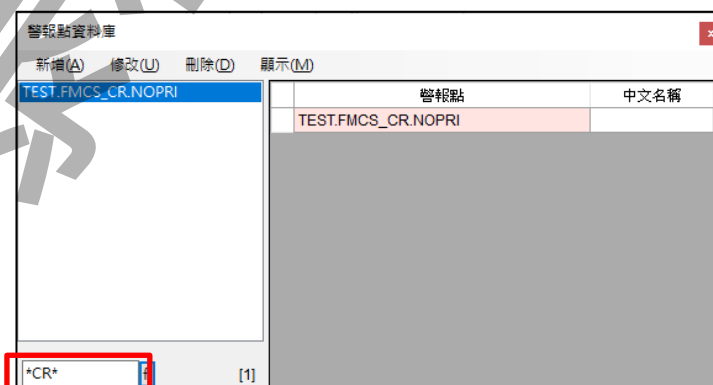 警報點資料庫
x
新增(A) 修改(U) 刪除(D) 顯示(M)
TEST.FMCS_CR.NOPRI
警報點 中文名稱
TEST.FMCS_CR.NOPRI
*CR* [1]